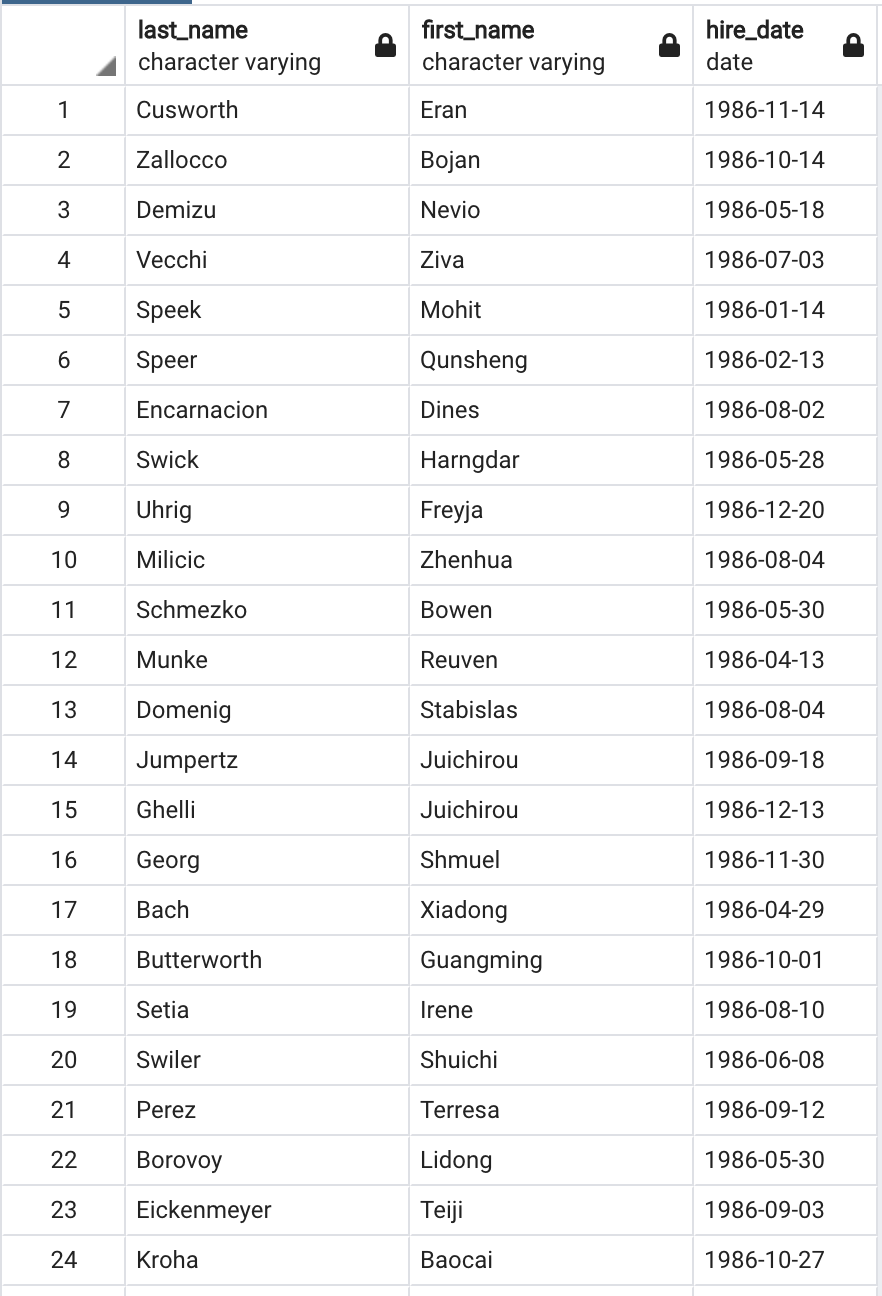 last_name first_name hire_date
character varying character varying date
1 Cusworth Eran 1986-11-14
2 Zallocco Bojan 1986-10-14
3 Demizu Nevio 1986-05-18
4 Vecchi Ziva 1986-07-03
5 Speek Mohit 1986-01-14
6 Speer Qunsheng 1986-02-13
7 Encarnacion Dines 1986-08-02
8 Swick Harngdar 1986-05-28
9 Uhrig Freyja 1986-12-20
10 Milicic Zhenhua 1986-08-04
11 Schmezko Bowen 1986-05-30
12 Munke Reuven 1986-04-13
13 Domenig Stabislas 1986-08-04
14 Jumpertz Juichirou 1986-09-18
15 Ghelli Juichirou 1986-12-13
16 Georg Shmuel 1986-11-30
17 Bach Xiadong 1986-04-29
18 Butterworth Guangming 1986-10-01
19 Setia Irene 1986-08-10
20 Swiler Shuichi 1986-06-08
21 Perez Terresa 1986-09-12
22 Borovoy Lidong 1986-05-30
23 Eickenmeyer Teiji 1986-09-03
24 Kroha Baocai 1986-10-27